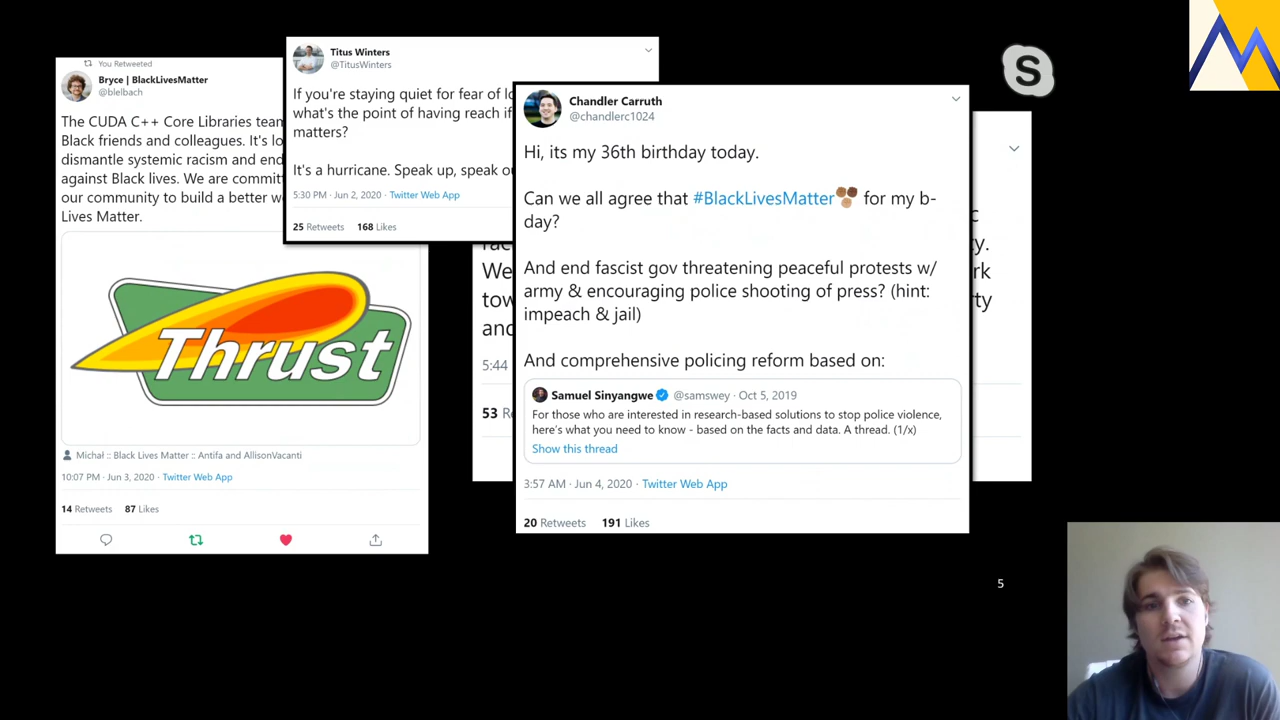 You Retweeted
Bryce | BlackLivesMatter
@blelbach
The CUDA C++ Core Libraries team
Black friends and colleagues. It's
dismantle systemic racism and end
against Black lives. We are
our community to build a better
Lives Matter.
Thrust
Michał :: Black Lives Matter :: Antifa and AllisonVacanti
10:07 PM · Jun 3, 2020 · Twitter Web App
14 Retweets 87 Likes
Titus Winters
@TitusWinters
If you're staying quiet for fear of
what's the point of having reach if
matters?
It's a hurricane. Speak up, speak
5:30 PM · Jun 2, 2020 · Twitter Web App
25 Retweets 168 Likes
Chandler Carruth
@chandlerc1024
Hi, its my 36th birthday today.
Can we all agree that #BlackLivesMatter for my b-
day?
And end fascist gov threatening peaceful protests w/
army & encouraging police shooting of press? (hint:
impeach & jail)
And comprehensive policing reform based on:
Samuel Sinyangwe @samswey · Oct 5, 2019
For those who are interested in research-based solutions to stop police violence,
here's what you need to know - based on the facts and data. A thread. (1/x)
Show this thread
3:57 AM · Jun 4, 2020 · Twitter Web App
20 Retweets 191 Likes
We
and
5:44
53
S
5